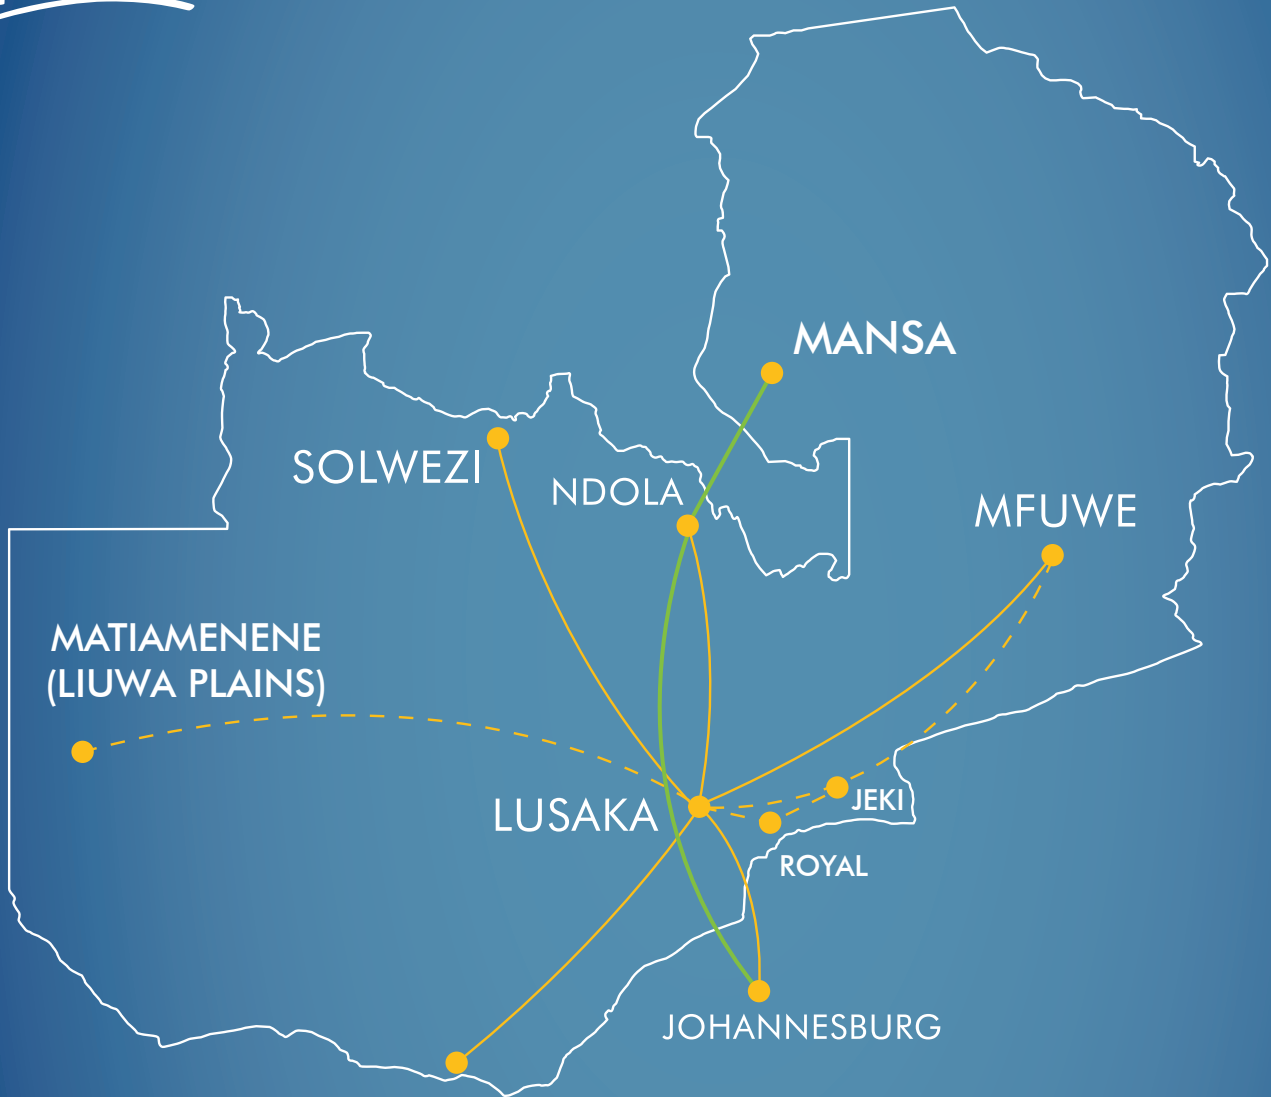 MANSA
SOLWEZI
NDOLA
MFUWE
MATIAMENENE
(LIUWA PLAINS)
LUSAKA
JEKI
ROYAL
JOHANNESBURG